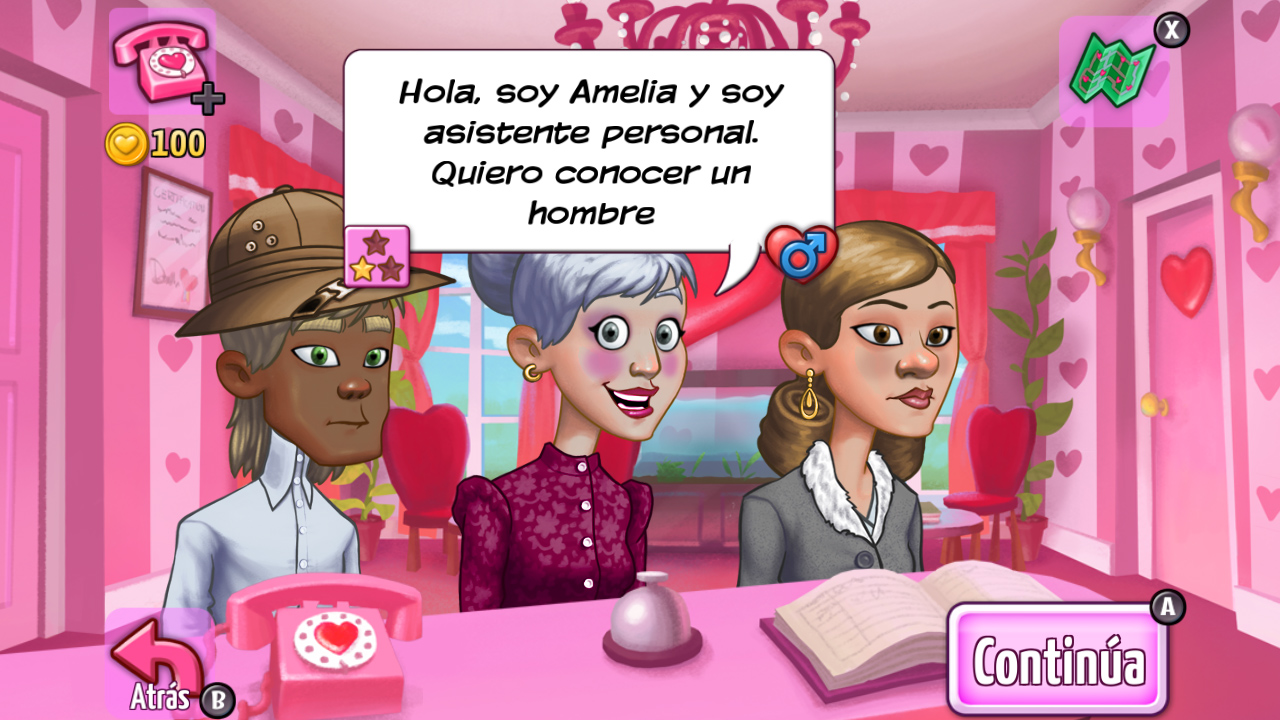 X
100
Hola, soy Amelia y soy
asistente personal.
Quiero conocer un
hombre
A
Continúa
Atrás B